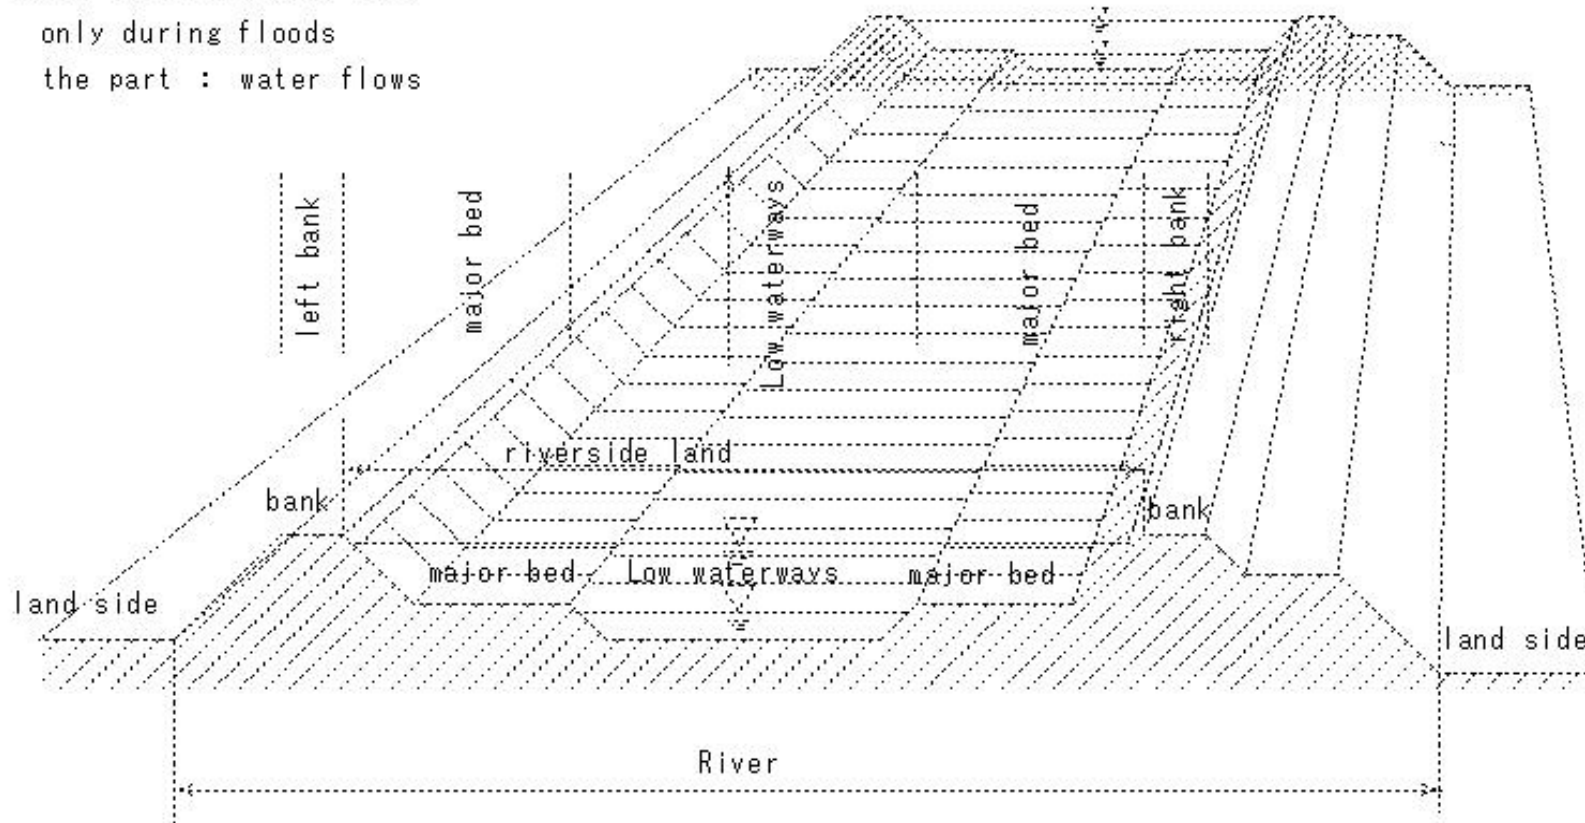 only during floods
the part : water flows
left bank
major bed
Low waterways
major bed
right bank
riverside land
bank
bank
major bed
Low waterways
major bed
land side
land side
River